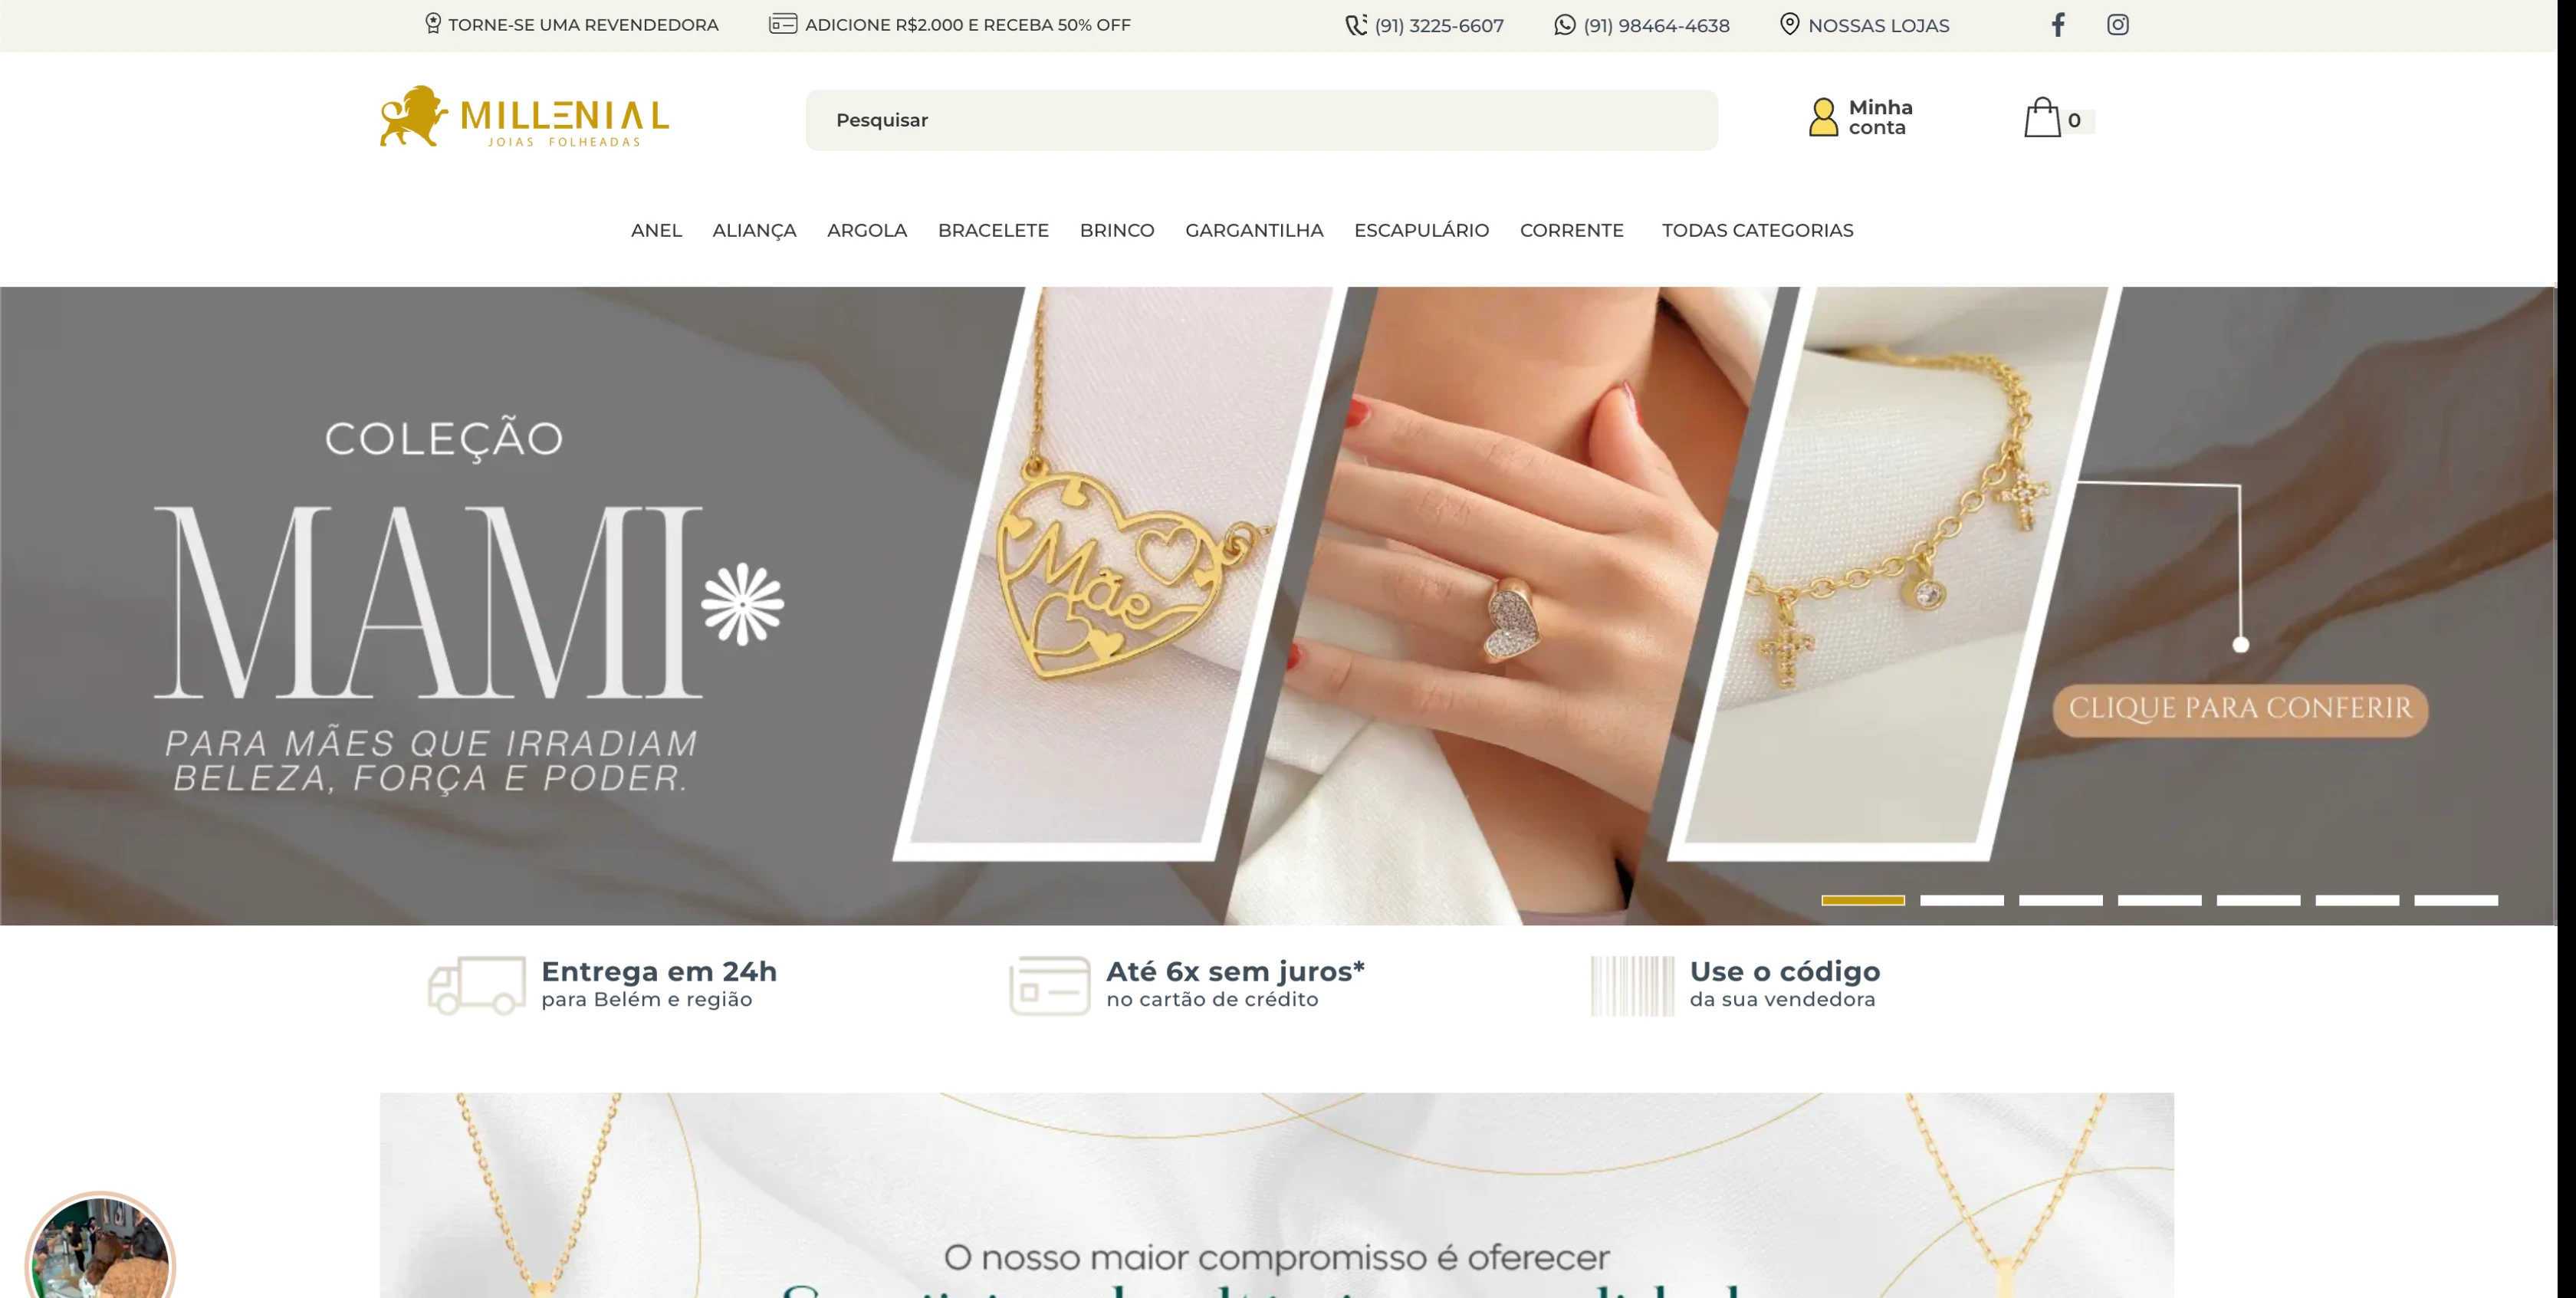 TORNE-SE UMA REVENDEDORA
ADICIONE R$2.000 E RECEBA 50% OFF
(91) 3225-6607
(91) 98464-4638
NOSSAS LOJAS
MILLENIAL
JOIAS FOLHEADAS
Pesquisar
Minha
conta
0
ANEL
ALIANÇA
ARGOLA
BRACELETE
BRINCO
GARGANTILHA
ESCAPULÁRIO
CORRENTE
TODAS CATEGORIAS
COLEÇÃO
MAMI
PARA MÃES QUE IRRADIAM
BELEZA, FORÇA E PODER.
Mãe
CLIQUE PARA CONFERIR
Entrega em 24h
para Belém e região
Até 6x sem juros*
no cartão de crédito
Use o código
da sua vendedora
O nosso maior compromisso é oferecer